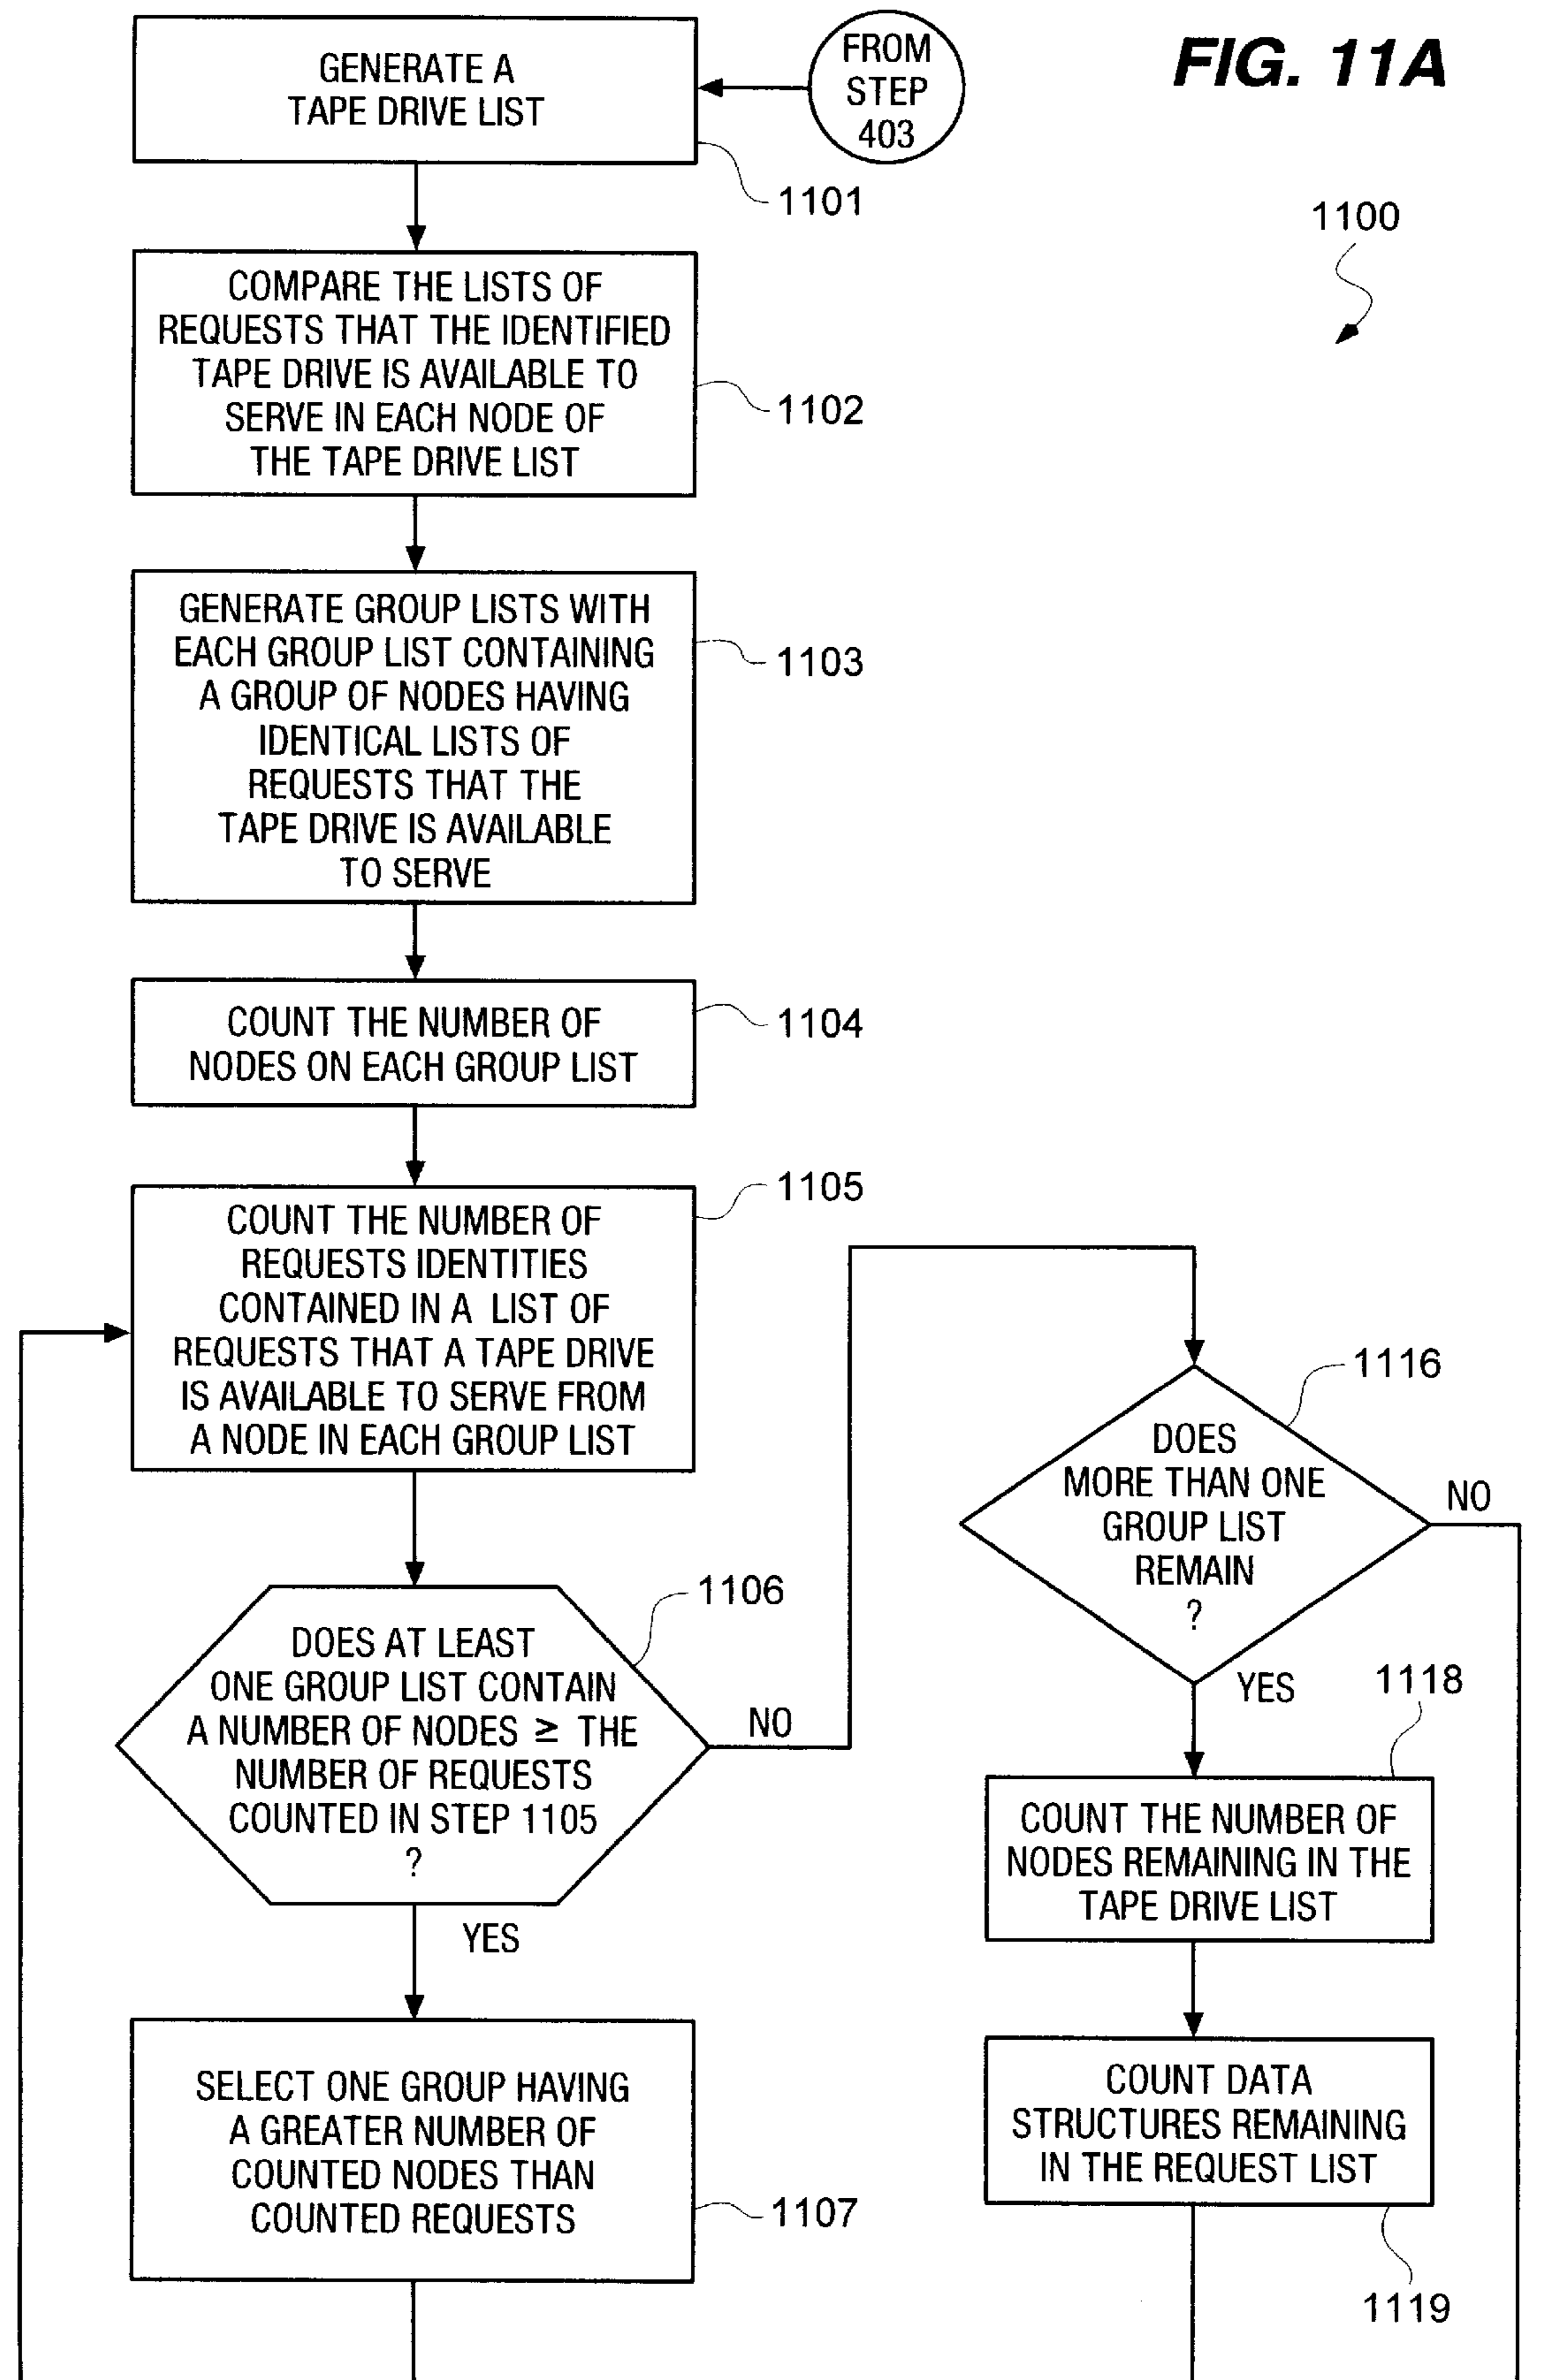 FIG. 11A
GENERATE A
TAPE DRIVE LIST
FROM
STEP
403
1101
1100
COMPARE THE LISTS OF
REQUESTS THAT THE IDENTIFIED
TAPE DRIVE IS AVAILABLE TO
SERVE IN EACH NODE OF
THE TAPE DRIVE LIST
1102
GENERATE GROUP LISTS WITH
EACH GROUP LIST CONTAINING
A GROUP OF NODES HAVING
IDENTICAL LISTS OF
REQUESTS THAT THE
TAPE DRIVE IS AVAILABLE
TO SERVE
1103
COUNT THE NUMBER OF
NODES ON EACH GROUP LIST
1104
COUNT THE NUMBER OF
REQUESTS IDENTITIES
CONTAINED IN A LIST OF
REQUESTS THAT A TAPE DRIVE
IS AVAILABLE TO SERVE FROM
A NODE IN EACH GROUP LIST
1105
DOES AT LEAST
ONE GROUP LIST CONTAIN
A NUMBER OF NODES ≥ THE
NUMBER OF REQUESTS
COUNTED IN STEP 1105
?
1106
NO
YES
SELECT ONE GROUP HAVING
A GREATER NUMBER OF
COUNTED NODES THAN
COUNTED REQUESTS
1107
DOES
MORE THAN ONE
GROUP LIST
REMAIN
?
1116
NO
YES
COUNT THE NUMBER OF
NODES REMAINING IN THE
TAPE DRIVE LIST
1118
COUNT DATA
STRUCTURES REMAINING
IN THE REQUEST LIST
1119